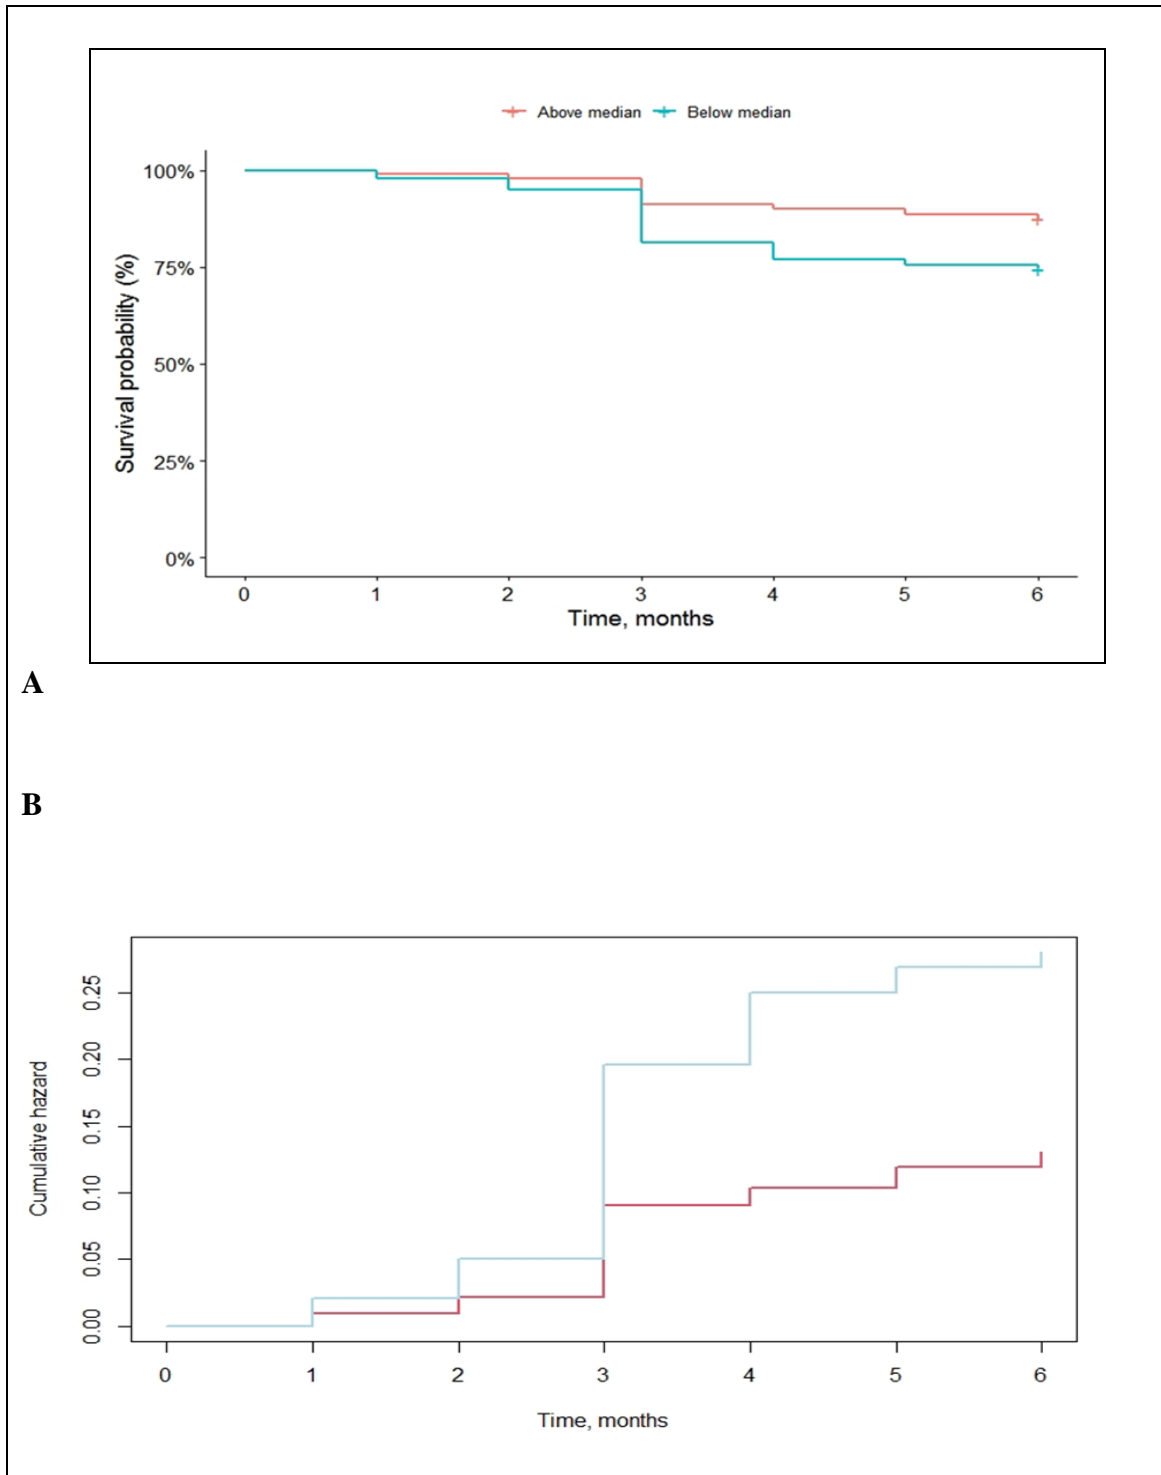 Above median Below median
100%
75%
50%
25%
0%
Survival probability (%)
0 1 2 3 4 5 6
Time, months
A
B
0.25
0.20
0.15
0.10
0.05
0.00
Cumulative hazard
0 1 2 3 4 5 6
Time, months